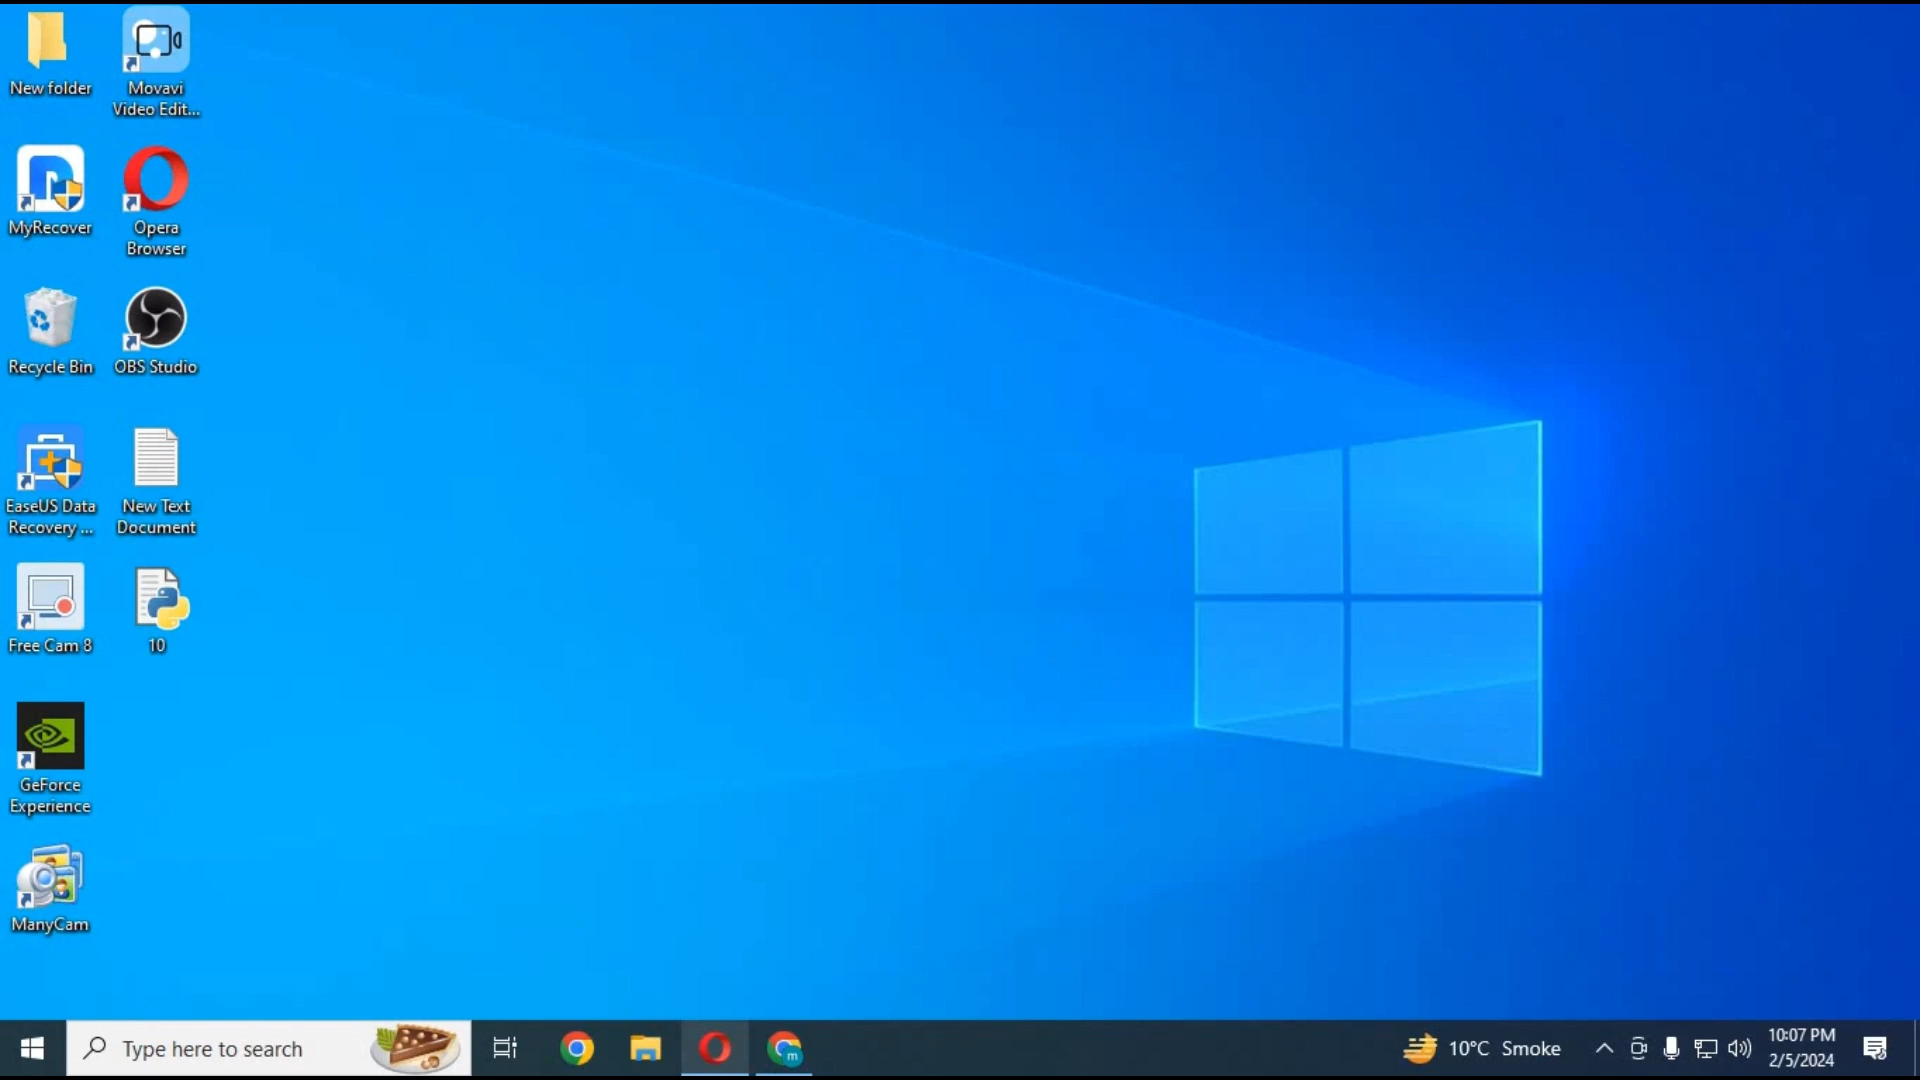 New folder
Movavi
Video Edit...
MyRecover
Opera
Browser
Recycle Bin
OBS Studio
EaseUS Data
Recovery ...
New Text
Document
Free Cam 8
10
GeForce
Experience
ManyCam
Type here to search
m
10°C Smoke
10:07 PM
2/5/2024